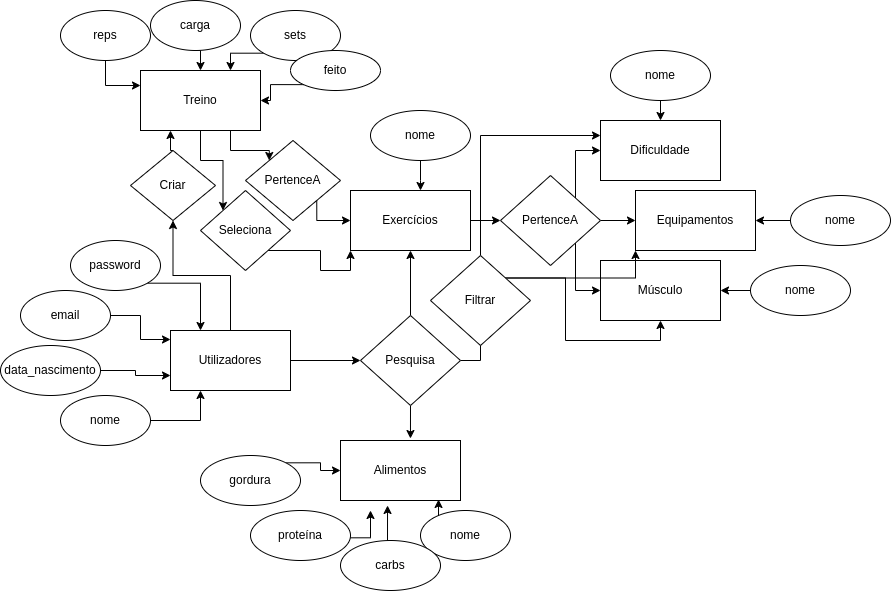 carga
reps
sets
feito
nome
Treino
nome
Dificuldade
Criar
PertenceA
Exercícios
PertenceA
Equipamentos
nome
Seleciona
password
Filtrar
Músculo
nome
email
Utilizadores
Pesquisa
data_nascimento
nome
Alimentos
gordura
proteína
nome
carbs